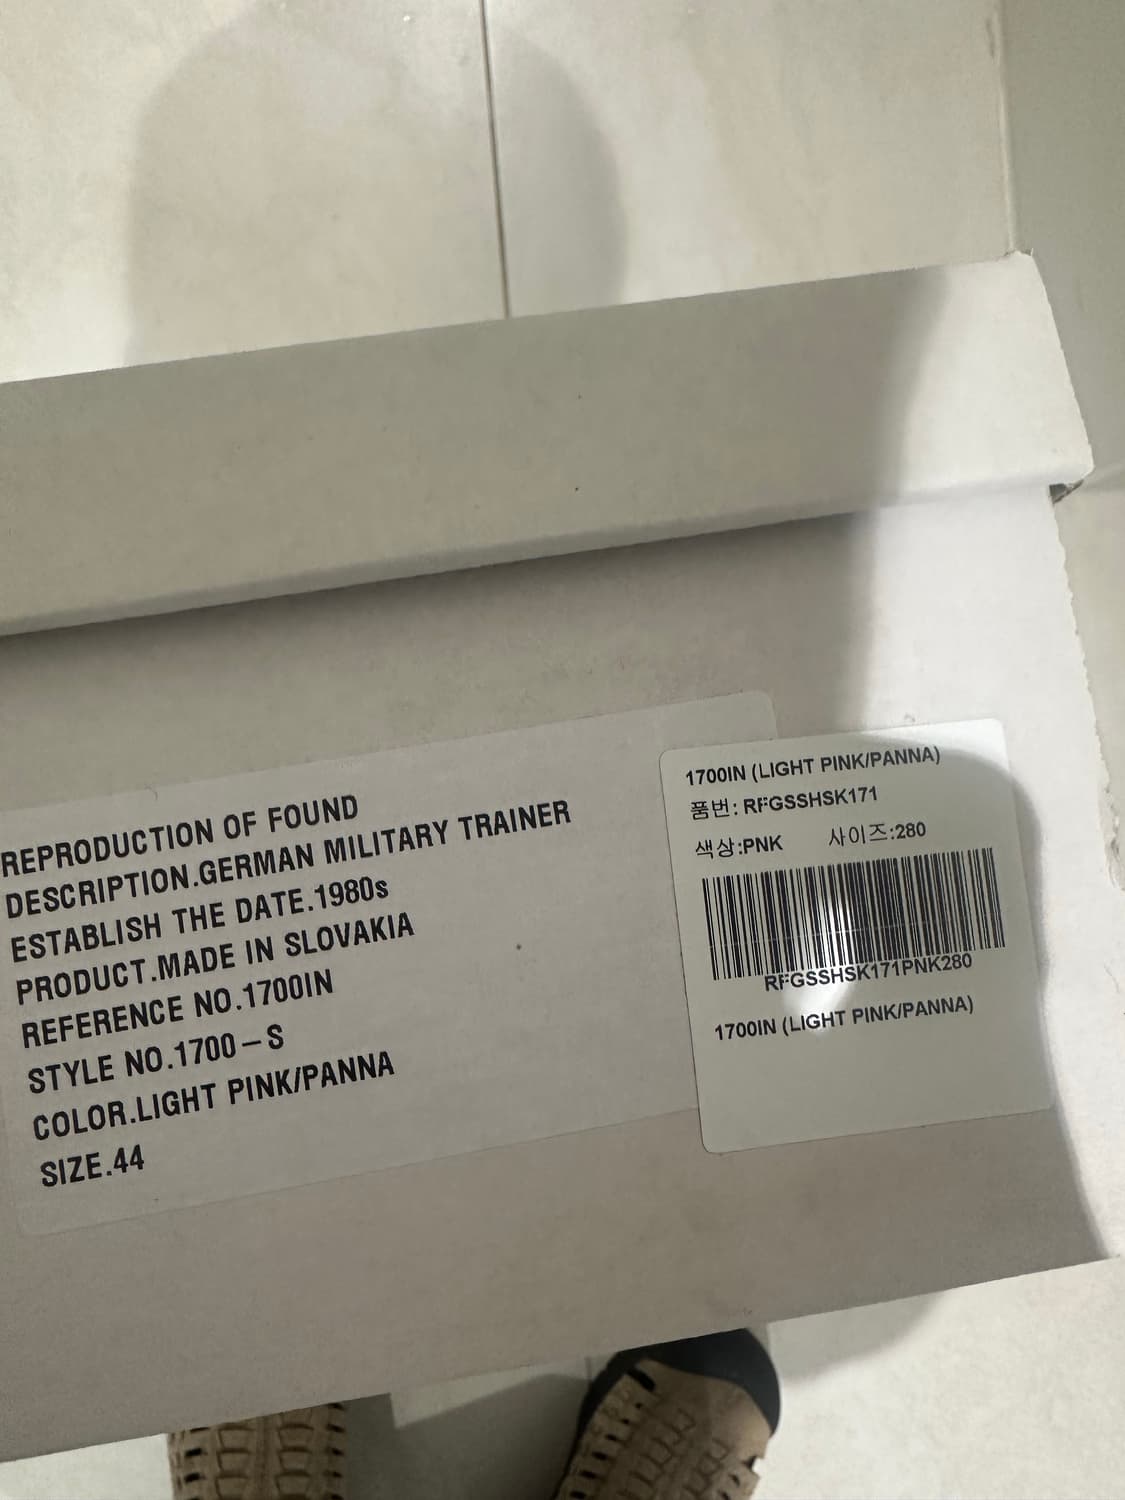 REPRODUCTION OF FOUND
DESCRIPTION.GERMAN MILITARY TRAINER
ESTABLISH THE DATE.1980s
PRODUCT.MADE IN SLOVAKIA
REFERENCE NO.1700IN
STYLE NO.1700-S
COLOR.LIGHT PINK/PANNA
SIZE.44
1700IN (LIGHT PINK/PANNA)
품번: RFGSSHSK171
색상:PNK 사이즈:280
RFGSSHSK171PNK280
1700IN (LIGHT PINK/PANNA)